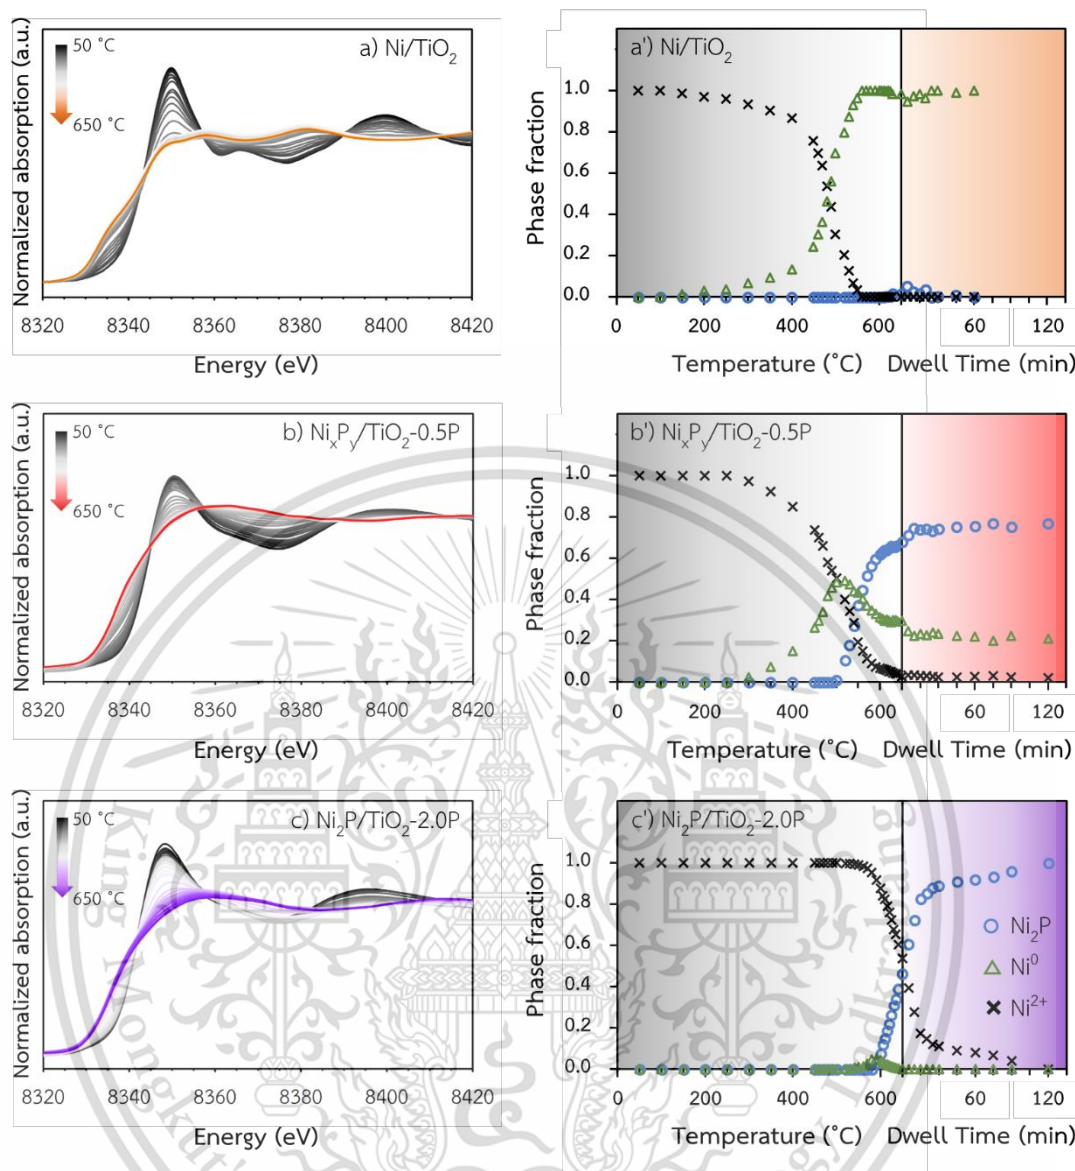 Normalized absorption (a.u.)
50 °C
650 °C
a) Ni/TiO₂
8320 8340 8360 8380 8400 8420
Energy (eV)
Phase fraction
a') Ni/TiO₂
1.0
0.8
0.6
0.4
0.2
0.0
0 200 400 600 60 120
Temperature (°C) Dwell Time (min)
Normalized absorption (a.u.)
50 °C
650 °C
b) NiₓPᵧ/TiO₂-0.5P
8320 8340 8360 8380 8400 8420
Energy (eV)
Phase fraction
b') NiₓPᵧ/TiO₂-0.5P
1.0
0.8
0.6
0.4
0.2
0.0
0 200 400 600 60 120
Temperature (°C) Dwell Time (min)
Normalized absorption (a.u.)
50 °C
650 °C
c) Ni₂P/TiO₂-2.0P
8320 8340 8360 8380 8400 8420
Energy (eV)
Phase fraction
c') Ni₂P/TiO₂-2.0P
1.0
0.8
0.6
0.4
0.2
0.0
Ni₂P
Ni⁰
Ni²⁺
0 200 400 600 60 120
Temperature (°C) Dwell Time (min)
King